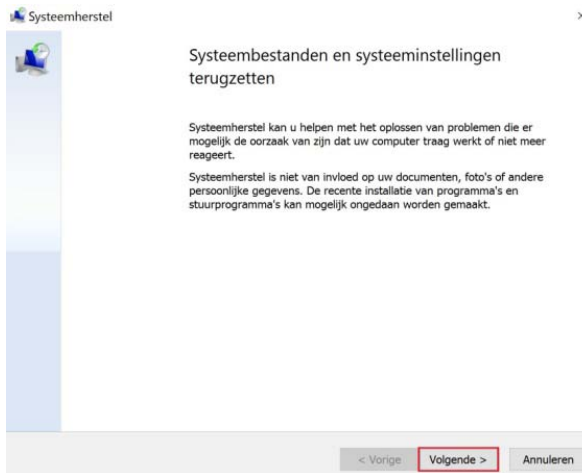 Systeemherstel
Systeembestanden en systeeminstellingen
terugzetten
Systeemherstel kan u helpen met het oplossen van problemen die er
mogelijk de oorzaak van zijn dat uw computer traag werkt of niet meer
reageert.
Systeemherstel is niet van invloed op uw documenten, foto's of andere
persoonlijke gegevens. De recente installatie van programma's en
stuurprogramma's kan mogelijk ongedaan worden gemaakt.
< Vorige Volgende > Annuleren